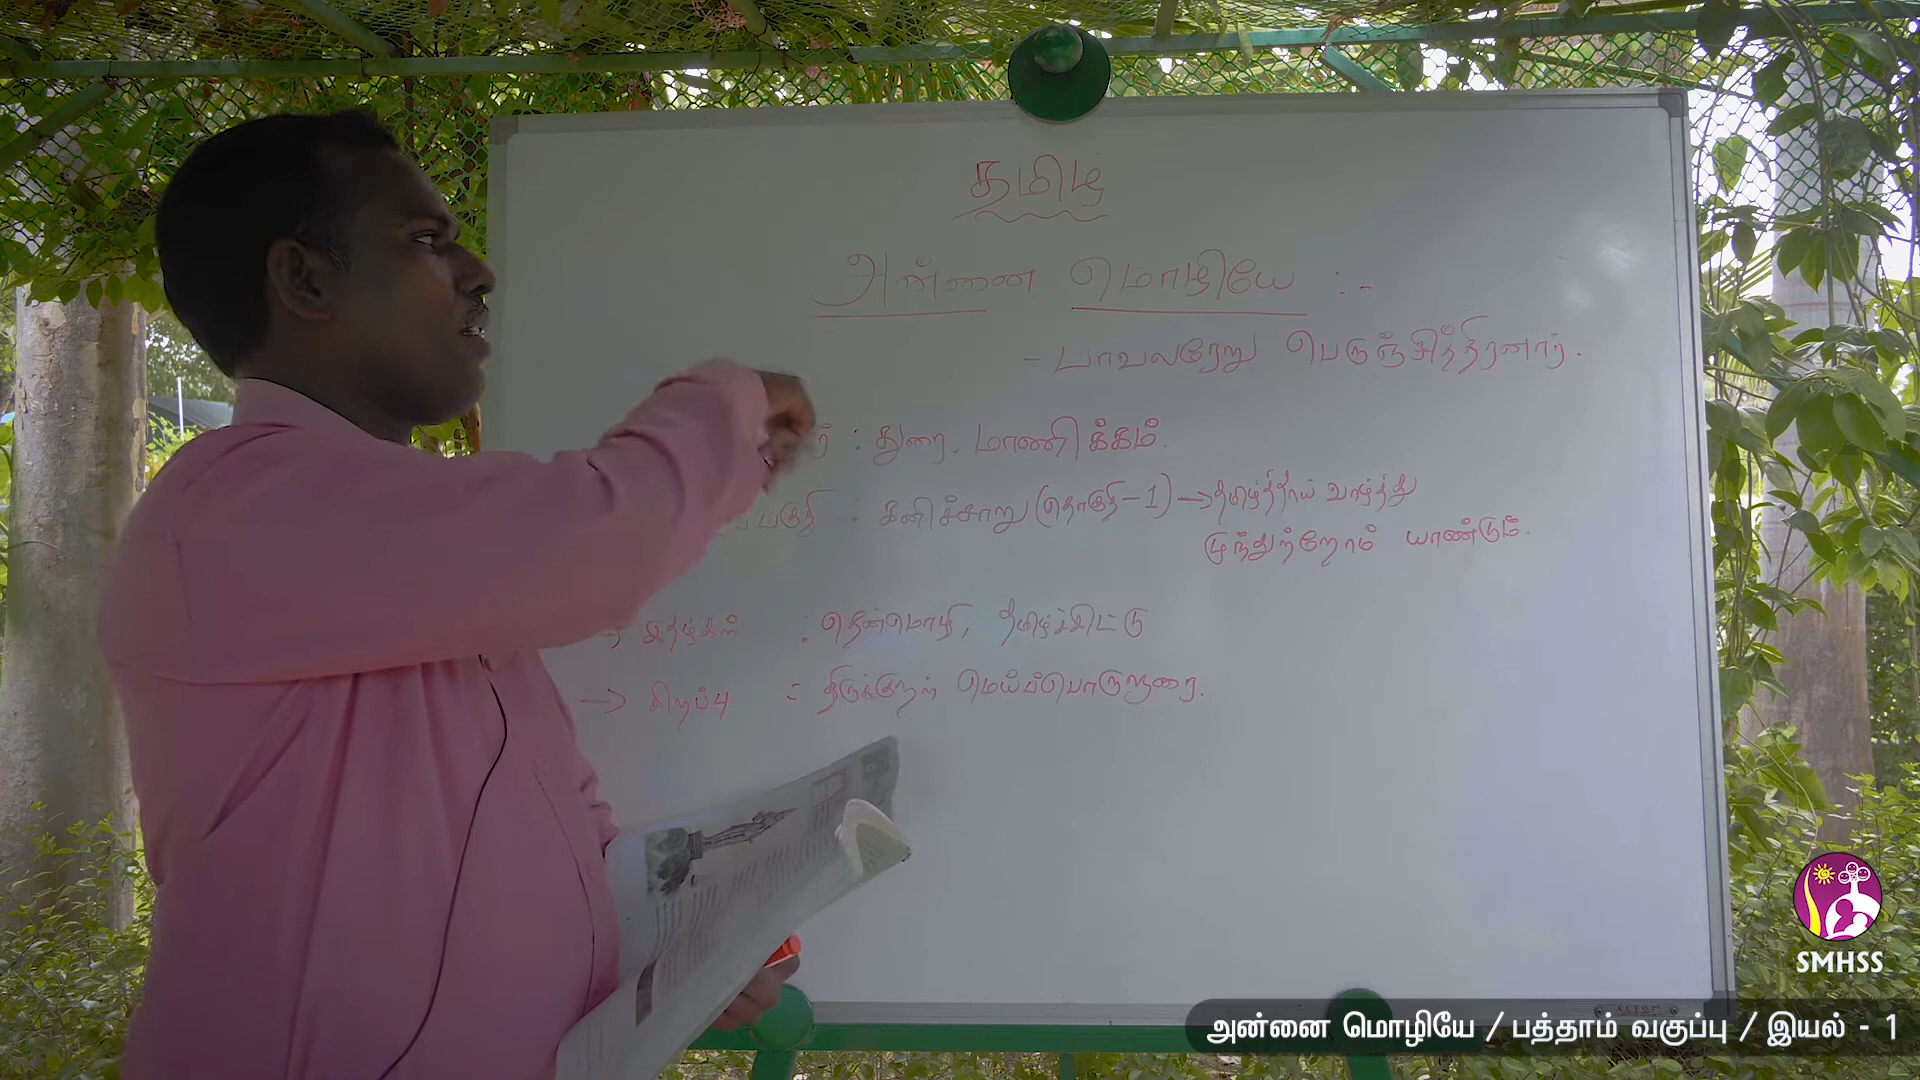 தமிழ்
அன்னை மொழியே :-
- பாவலரேறு பெருஞ்சித்திரனார்.
ர் : துரை. மாணிக்கம்.
பகுதி : கனிச்சாறு (தொகுதி-1) → தமிழ்த்தாய் வாழ்த்து
முந்துற்றோம் யாண்டும்.
→ இதழ்கள் : தென்மொழி, தமிழ்ச்சிட்டு
→ சிறப்பு : திருக்குறள் மெய்ப்பொருளுரை.
SMHSS
அன்னை மொழியே / பத்தாம் வகுப்பு / இயல் - 1